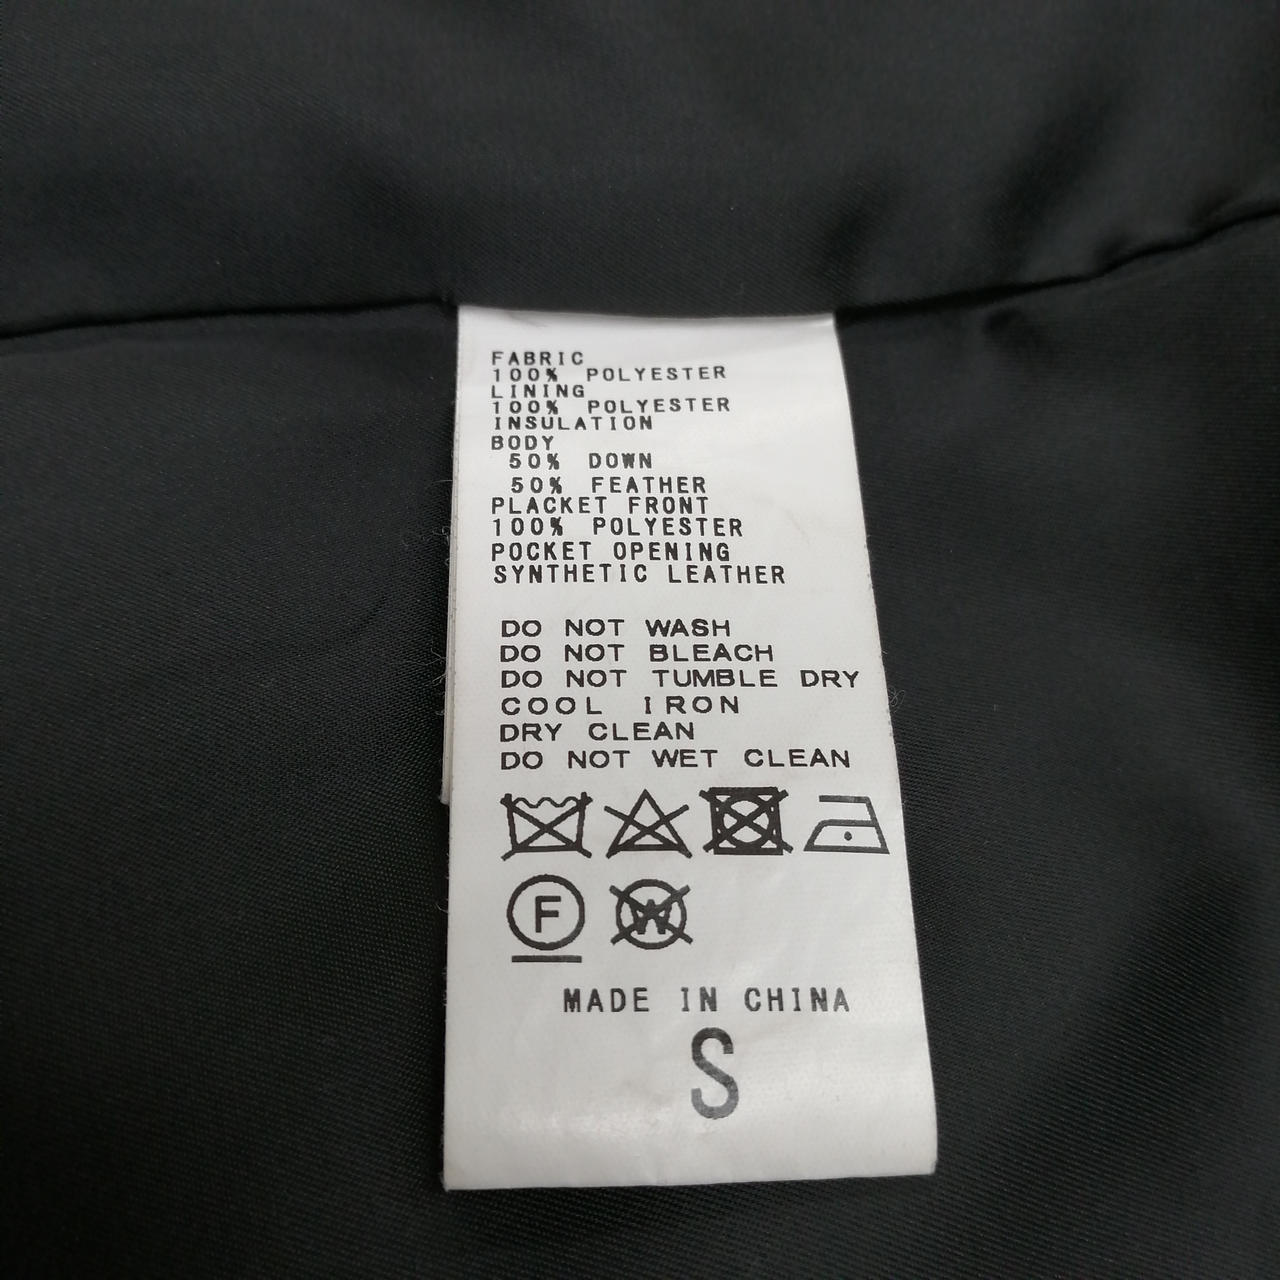 FABRIC
100% POLYESTER
LINING
100% POLYESTER
INSULATION
BODY
50% DOWN
50% FEATHER
PLACKET FRONT
100% POLYESTER
POCKET OPENING
SYNTHETIC LEATHER
DO NOT WASH
DO NOT BLEACH
DO NOT TUMBLE DRY
COOL IRON
DRY CLEAN
DO NOT WET CLEAN
F W
MADE IN CHINA
S